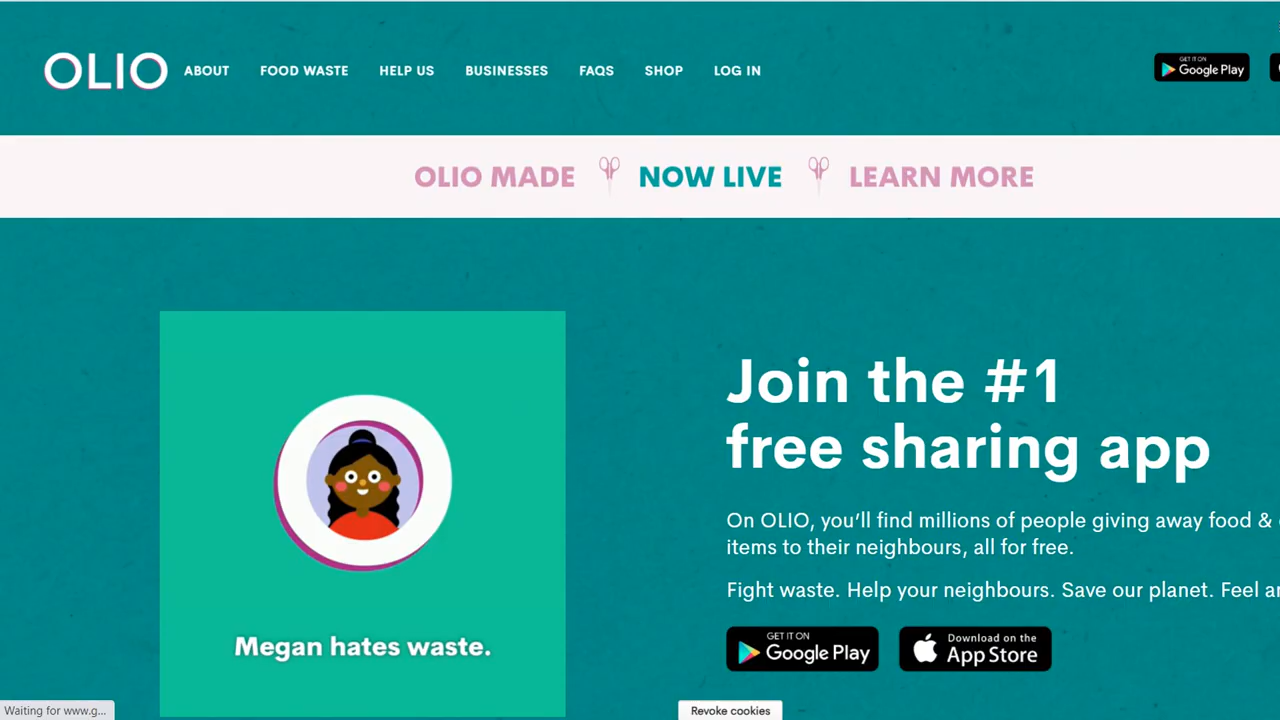 OLIO ABOUT FOOD WASTE HELP US BUSINESSES FAQS SHOP LOG IN GET IT ON Google Play
OLIO MADE NOW LIVE LEARN MORE
Join the #1
free sharing app
On OLIO, you'll find millions of people giving away food &
items to their neighbours, all for free.
Fight waste. Help your neighbours. Save our planet. Feel
GET IT ON Google Play Download on the App Store
Megan hates waste.
Waiting for www.g...
Revoke cookies